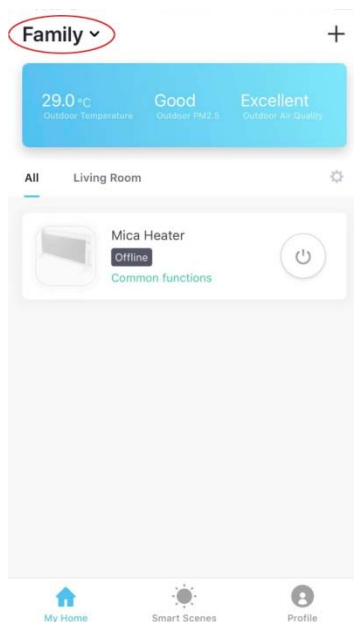 Family
29.0 °C Good Excellent
Outdoor Temperature Outdoor PM2.5 Outdoor Air Quality
All Living Room
Mica Heater
Offline
Common functions
My Home Smart Scenes Profile